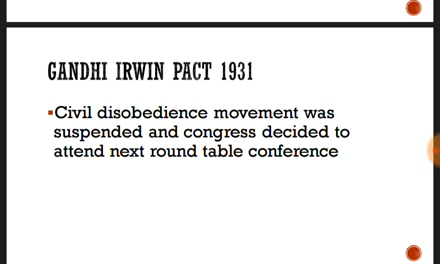 GANDHI IRWIN PACT 1931
▪Civil disobedience movement was
suspended and congress decided to
attend next round table conference